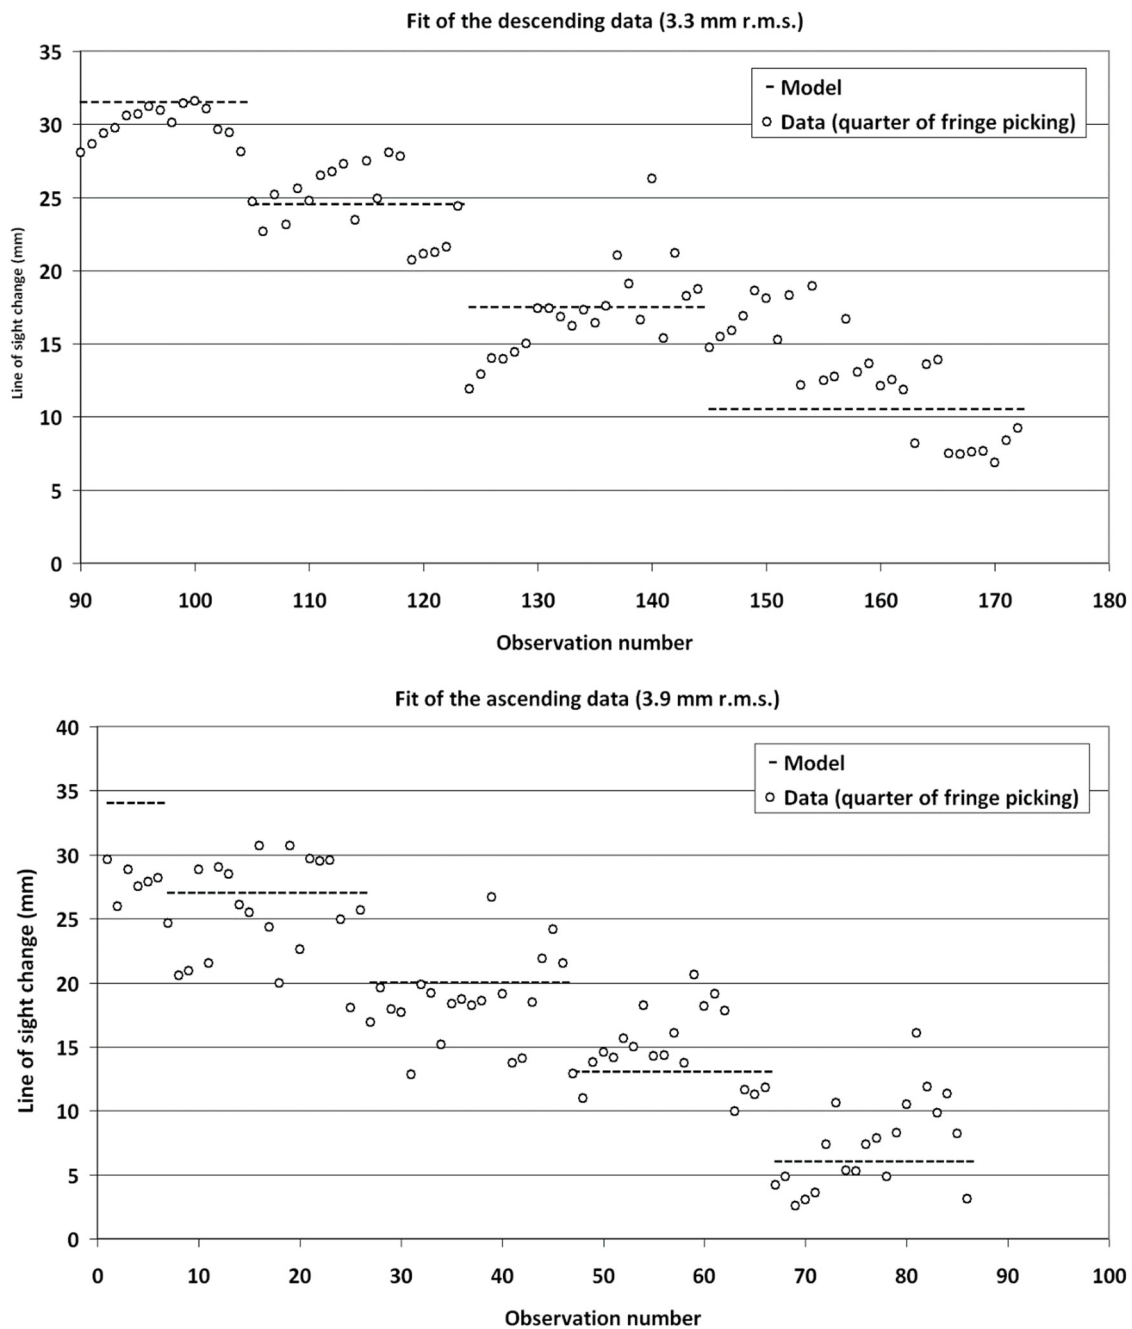 Fit of the descending data (3.3 mm r.m.s.)
35
30
25
20
15
10
5
0
Line of sight change (mm)
- Model
Data (quarter of fringe picking)
90 100 110 120 130 140 150 160 170 180
Observation number
Fit of the ascending data (3.9 mm r.m.s.)
40
35
30
25
20
15
10
5
0
Line of sight change (mm)
- Model
Data (quarter of fringe picking)
0 10 20 30 40 50 60 70 80 90 100
Observation number